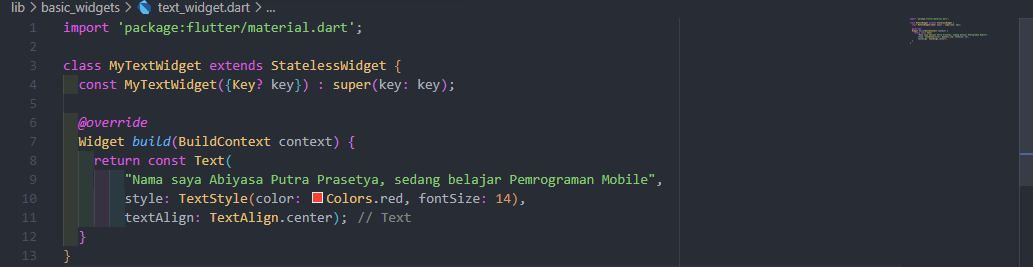 lib > basic_widgets > text_widget.dart > ...
1 import 'package:flutter/material.dart';
2
3 class MyTextWidget extends StatelessWidget {
4 const MyTextWidget({Key? key}) : super(key: key);
5
6 @override
7 Widget build(BuildContext context) {
8 return const Text(
9 "Nama saya Abiyasa Putra Prasetya, sedang belajar Pemrograman Mobile",
10 style: TextStyle(color: Colors.red, fontSize: 14),
11 textAlign: TextAlign.center); // Text
12 }
13 }